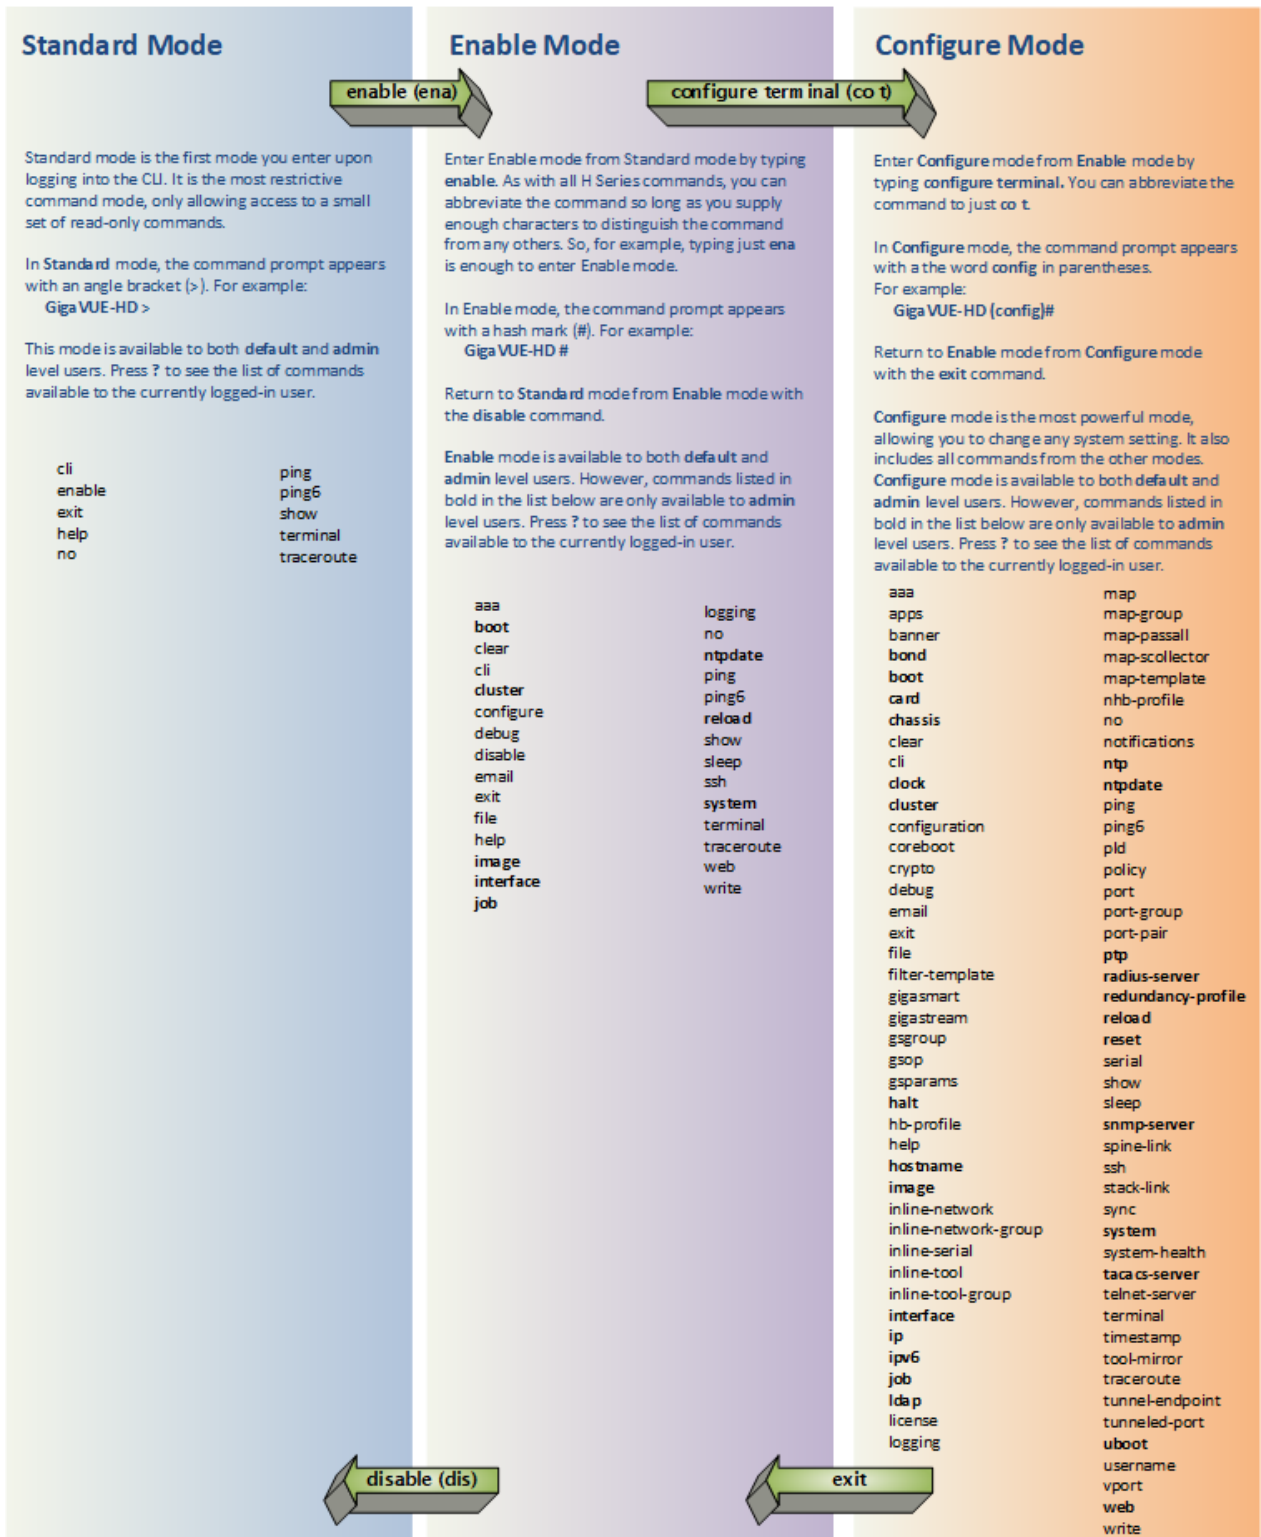 Standard Mode
enable (ena)
Standard mode is the first mode you enter upon
logging into the CLI. It is the most restrictive
command mode, only allowing access to a small
set of read-only commands.
In Standard mode, the command prompt appears
with an angle bracket (>). For example:
GigaVUE-HD >
This mode is available to both default and admin
level users. Press ? to see the list of commands
available to the currently logged-in user.
cli
enable
exit
help
no
ping
ping6
show
terminal
traceroute
Enable Mode
configure terminal (co t)
Enter Enable mode from Standard mode by typing
enable. As with all H Series commands, you can
abbreviate the command so long as you supply
enough characters to distinguish the command
from any others. So, for example, typing just ena
is enough to enter Enable mode.
In Enable mode, the command prompt appears
with a hash mark (#). For example:
GigaVUE-HD #
Return to Standard mode from Enable mode with
the disable command.
Enable mode is available to both default and
admin level users. However, commands listed in
bold in the list below are only available to admin
level users. Press ? to see the list of commands
available to the currently logged-in user.
aaa
boot
clear
cli
cluster
configure
debug
disable
email
exit
file
help
image
interface
job
logging
no
ntpdate
ping
ping6
reload
show
sleep
ssh
system
terminal
traceroute
web
write
disable (dis)
Configure Mode
Enter Configure mode from Enable mode by
typing configure terminal. You can abbreviate the
command to just co t.
In Configure mode, the command prompt appears
with a the word config in parentheses.
For example:
GigaVUE-HD (config)#
Return to Enable mode from Configure mode
with the exit command.
Configure mode is the most powerful mode,
allowing you to change any system setting. It also
includes all commands from the other modes.
Configure mode is available to both default and
admin level users. However, commands listed in
bold in the list below are only available to admin
level users. Press ? to see the list of commands
available to the currently logged-in user.
aaa
apps
banner
bond
boot
card
chassis
clear
cli
clock
cluster
configuration
coreboot
crypto
debug
email
exit
file
filter-template
gigasmart
gigastream
gsgroup
gsop
gsparams
halt
hb-profile
help
hostname
image
inline-network
inline-network-group
inline-serial
inline-tool
inline-tool-group
interface
ip
ipv6
job
ldap
license
logging
map
map-group
map-passall
map-scollector
map-template
nhb-profile
no
notifications
ntp
ntpdate
ping
ping6
pld
policy
port
port-group
port-pair
ptp
radius-server
redundancy-profile
reload
reset
serial
show
sleep
snmp-server
spine-link
ssh
stack-link
sync
system
system-health
tacacs-server
telnet-server
terminal
timestamp
tool-mirror
traceroute
tunnel-endpoint
tunneled-port
uboot
username
vport
web
write
exit